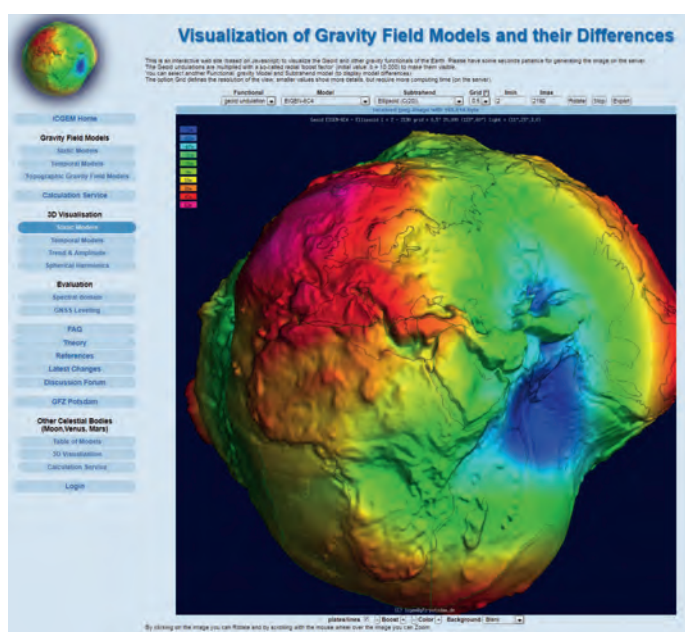 Visualization of Gravity Field Models and their Differences
This is an interactive web site (based on Javascript) to visualize the Geoid and other gravity functionals of the Earth. Please have some seconds patience for generating the image on the server.
The Geoid undulations are multiplied with a so-called radial 'boost factor' (initial value: b = 10 000) to make them visible.
You can select another Functional, gravity Model and Subtrahend model (to display model differences)
The option Grid defines the resolution of the view, smaller values show more details, but require more computing time (on the server).
Functional Model Subtrahend Grid [°] lmin lmax
geoid undulation EIGEN-6C4 Ellipsoid 0.5 2 2190 Rotate Stop Export
ICGEM Home
Gravity Field Models
Static Models
Temporal Models
Topographic Gravity Field Models
Calculation Service
3D Visualisation
Static Models
Temporal Models
Trend & Amplitude
Spherical Harmonics
Evaluation
Spectral domain
GNSS Leveling
FAQ
Theory
References
Latest Changes
Discussion Forum
GFZ Potsdam
Other Celestial Bodies
(Moon,Venus, Mars)
Table of Models
3D Visualisation
Calculation Service
Login
plates/lines Boost Color Background: Blend
By clicking on the image you can Rotate and by scrolling with the mouse wheel over the image you can Zoom.